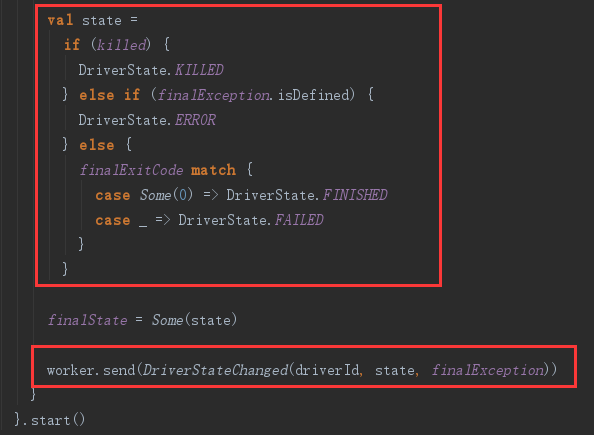 val state =
if (killed) {
DriverState.KILLED
} else if (finalException.isDefined) {
DriverState.ERROR
} else {
finalExitCode match {
case Some(0) => DriverState.FINISHED
case _ => DriverState.FAILED
}
}
finalState = Some(state)
worker.send(DriverStateChanged(driverId, state, finalException))
}
}.start()